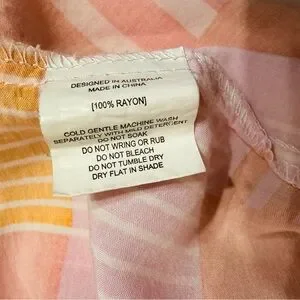 DESIGNED IN AUSTRALIA
MADE IN CHINA
[100% RAYON]
COLD GENTLE MACHINE WASH
SEPARATELY WITH MILD DETERGENT
DO NOT SOAK
DO NOT WRING OR RUB
DO NOT BLEACH
DO NOT TUMBLE DRY
DRY FLAT IN SHADE